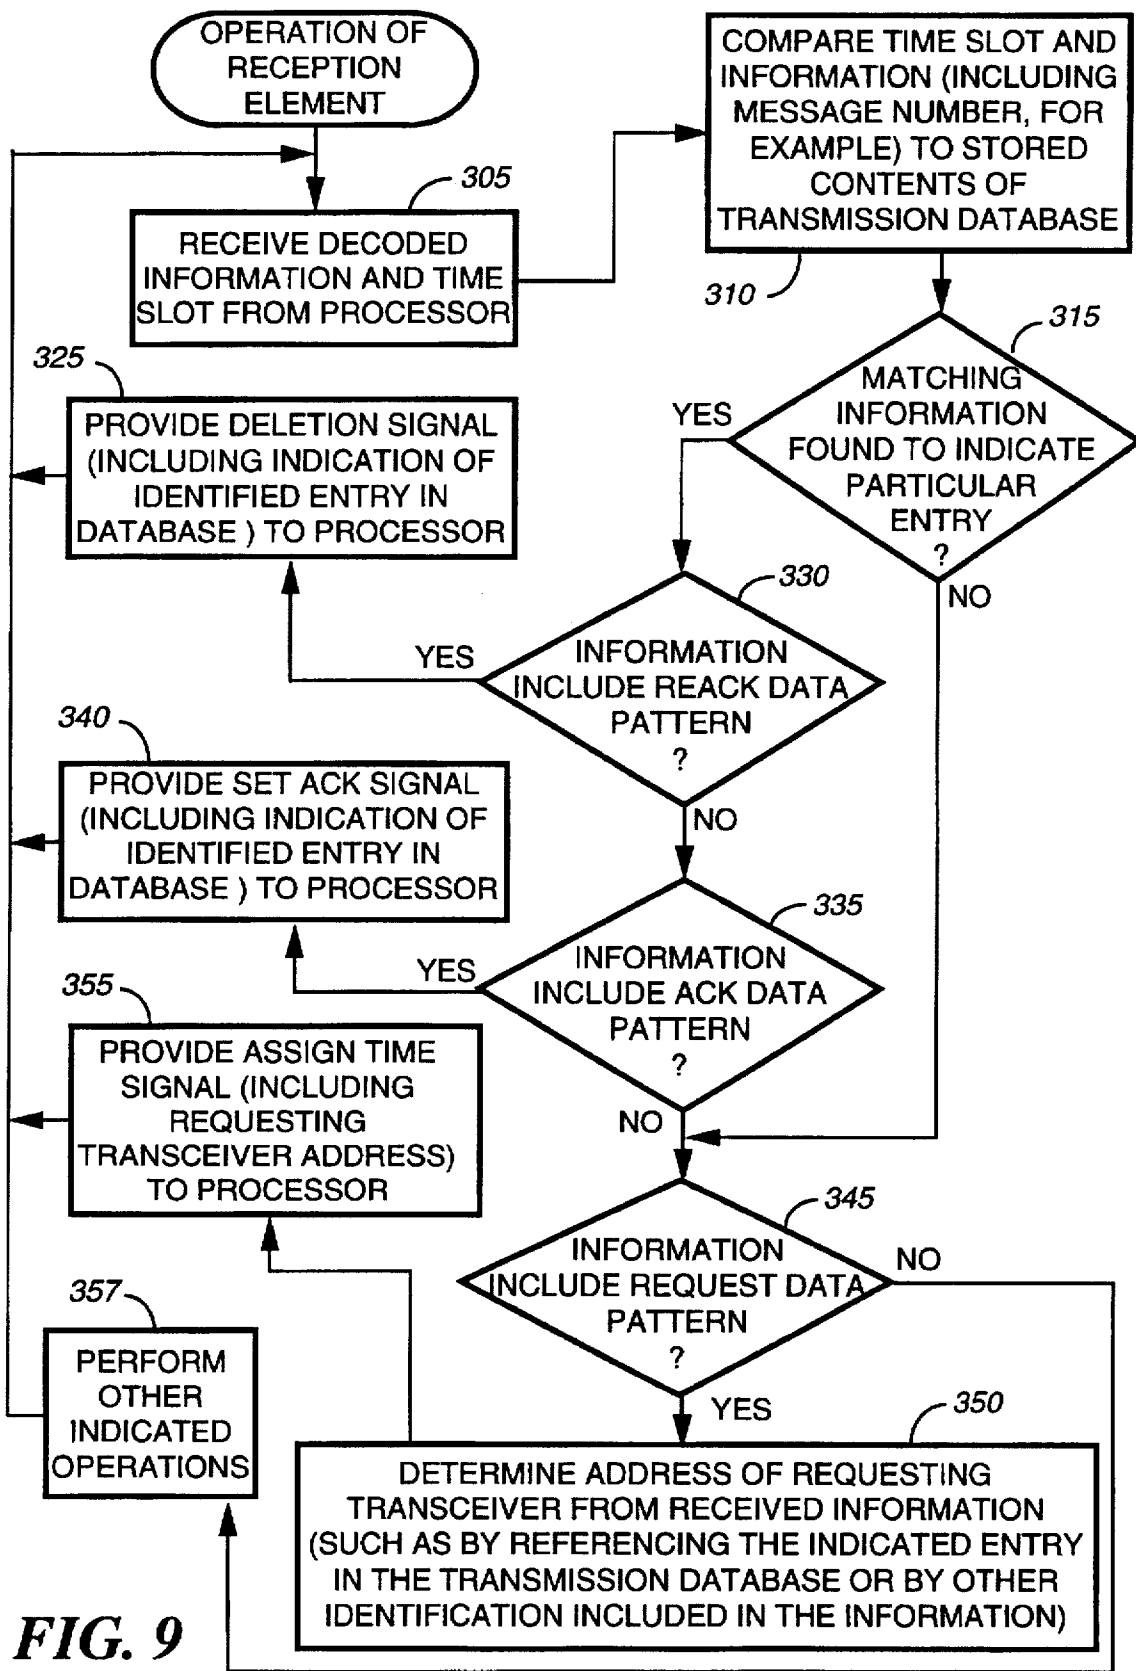 OPERATION OF
RECEPTION
ELEMENT
305
RECEIVE DECODED
INFORMATION AND TIME
SLOT FROM PROCESSOR
COMPARE TIME SLOT AND
INFORMATION (INCLUDING
MESSAGE NUMBER, FOR
EXAMPLE) TO STORED
CONTENTS OF
TRANSMISSION DATABASE
310
315
MATCHING
INFORMATION
FOUND TO INDICATE
PARTICULAR
ENTRY
?
YES
NO
325
PROVIDE DELETION SIGNAL
(INCLUDING INDICATION OF
IDENTIFIED ENTRY IN
DATABASE ) TO PROCESSOR
330
INFORMATION
INCLUDE REACK DATA
PATTERN
?
YES
NO
340
PROVIDE SET ACK SIGNAL
(INCLUDING INDICATION OF
IDENTIFIED ENTRY IN
DATABASE ) TO PROCESSOR
335
INFORMATION
INCLUDE ACK DATA
PATTERN
?
YES
NO
355
PROVIDE ASSIGN TIME
SIGNAL (INCLUDING
REQUESTING
TRANSCEIVER ADDRESS)
TO PROCESSOR
345
INFORMATION
INCLUDE REQUEST DATA
PATTERN
?
NO
YES
357
PERFORM
OTHER
INDICATED
OPERATIONS
350
DETERMINE ADDRESS OF REQUESTING
TRANSCEIVER FROM RECEIVED INFORMATION
(SUCH AS BY REFERENCING THE INDICATED ENTRY
IN THE TRANSMISSION DATABASE OR BY OTHER
IDENTIFICATION INCLUDED IN THE INFORMATION)
FIG. 9